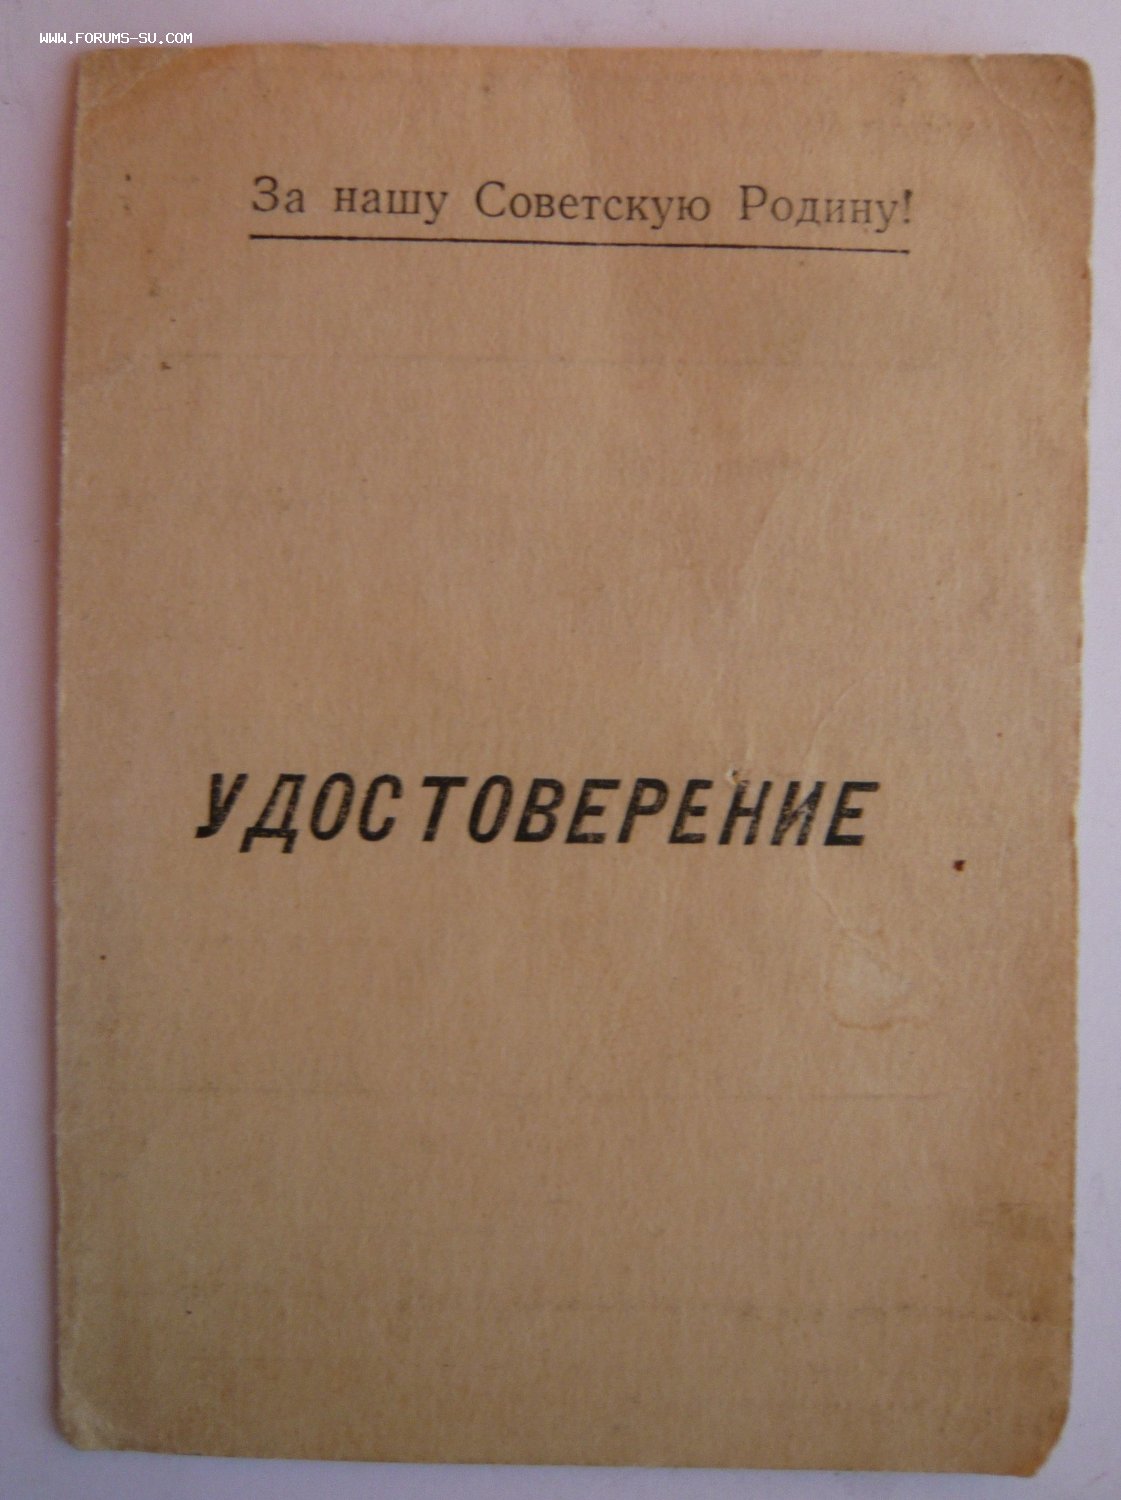 WWW.FORUMS-SU.COM
За нашу Советскую Родину!
УДОСТОВЕРЕНИЕ